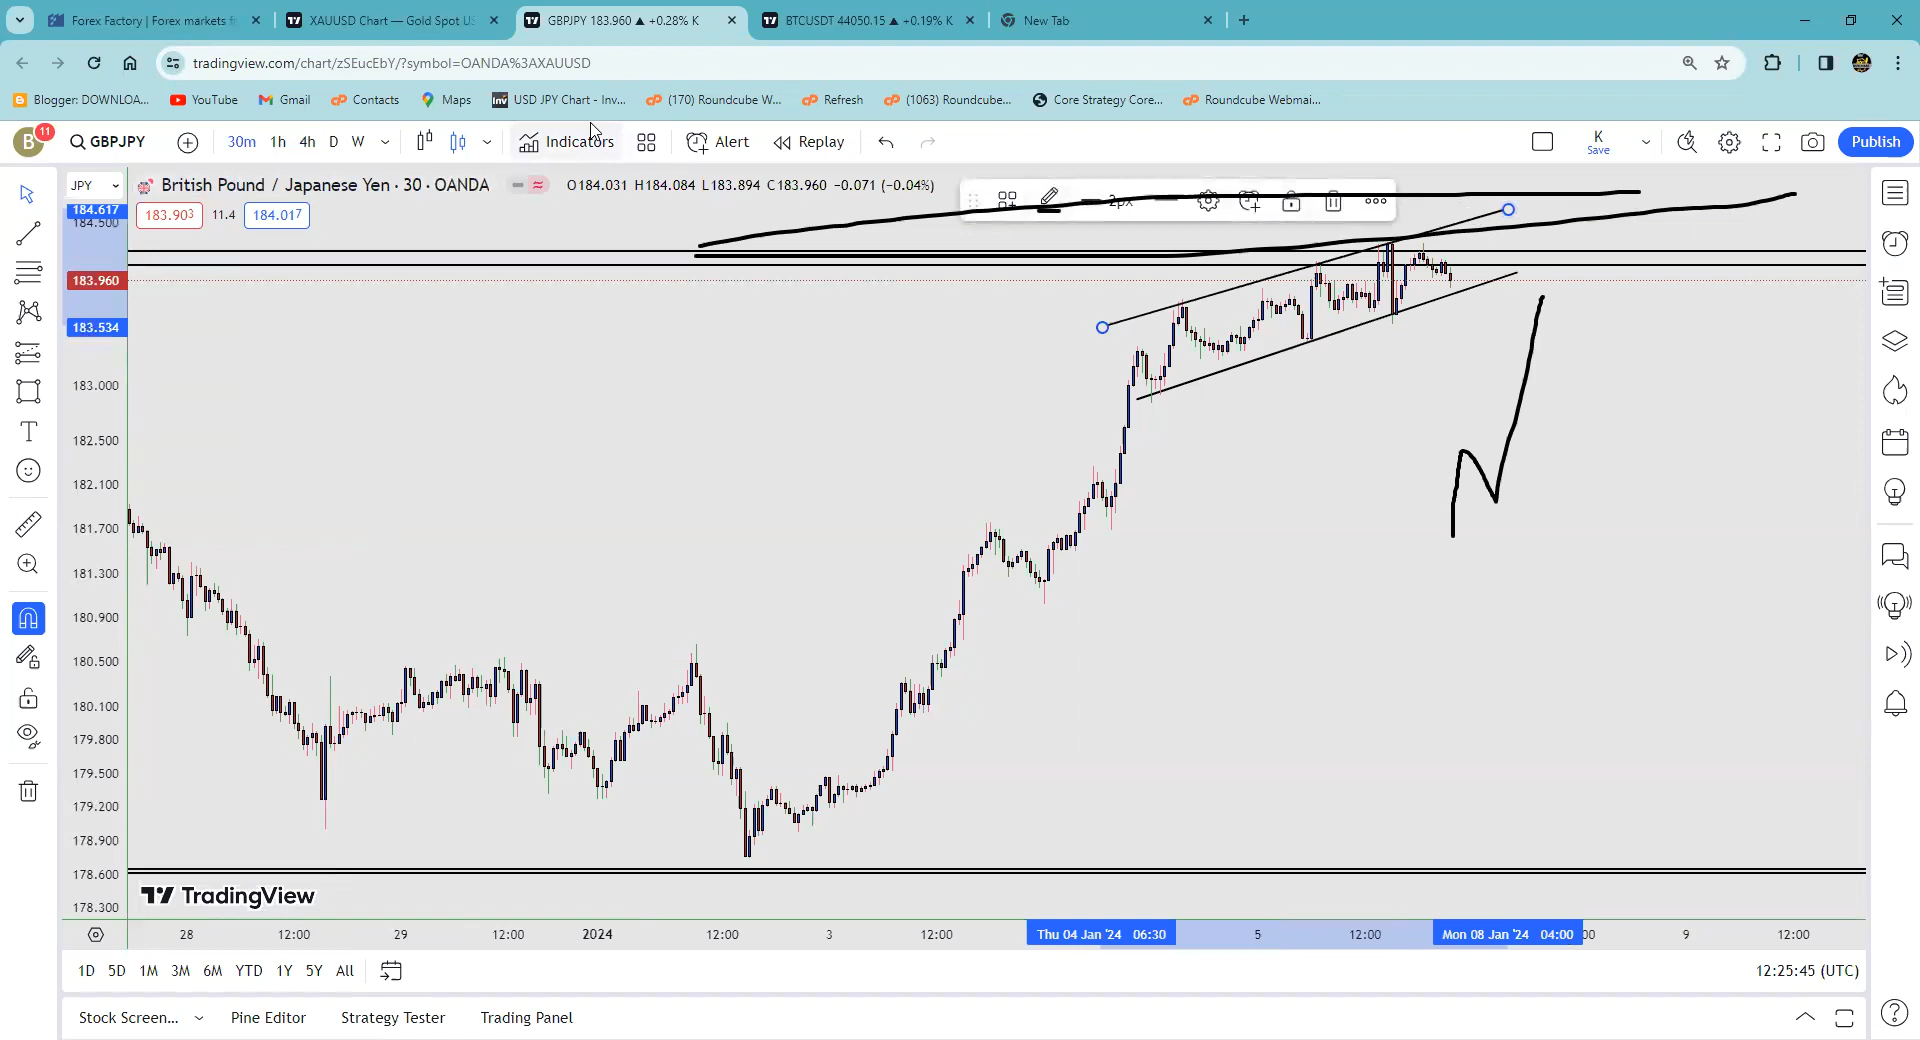 Forex Factory | Forex markets f
XAUUSD Chart — Gold Spot US
GBPJPY 183.960 ▲ +0.28% K
BTCUSDT 44050.15 ▲ +0.19% K
New Tab
tradingview.com/chart/zSEucEbY/?symbol=OANDA%3AXAUUSD
Blogger: DOWNLOA...
YouTube
Gmail
Contacts
Maps
Inv
USD JPY Chart - Inv...
(170) Roundcube W...
Refresh
(1063) Roundcube...
Core Strategy Core...
Roundcube Webmai...
B
11
GBPJPY
30m
1h
4h
D
W
Indicators
Alert
Replay
K
Save
Publish
JPY
British Pound / Japanese Yen · 30 · OANDA
O184.031 H184.084 L183.894 C183.960 −0.071 (−0.04%)
183.903
11.4
184.017
2px
184.617
184.500
183.960
183.534
183.000
182.500
182.100
181.700
181.300
180.900
180.500
180.100
179.800
179.500
179.200
178.900
178.600
178.300
TradingView
28
12:00
29
12:00
2024
12:00
3
12:00
Thu 04 Jan '24 06:30
5
12:00
Mon 08 Jan '24 04:00
9
12:00
1D
5D
1M
3M
6M
YTD
1Y
5Y
All
12:25:45 (UTC)
Stock Screen...
Pine Editor
Strategy Tester
Trading Panel